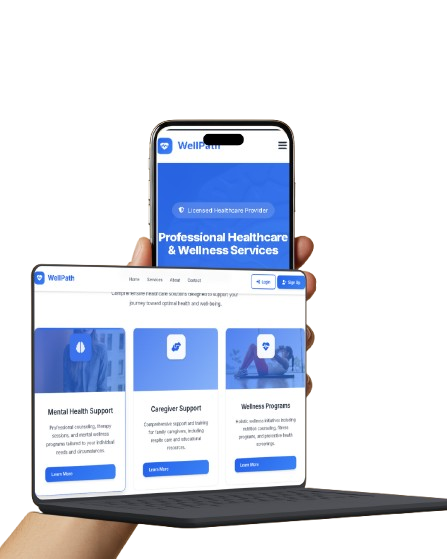 WellPath
Licensed Healthcare Provider
Professional Healthcare
& Wellness Services
WellPath
Home Services About Contact
Login
Sign Up
Comprehensive healthcare solutions designed to support your
journey toward optimal health and well-being.
Mental Health Support
Professional counseling, therapy
sessions, and mental wellness
programs tailored to your individual
needs and circumstances.
Learn More
Caregiver Support
Comprehensive support and training
for family caregivers, including
respite care and educational
resources.
Learn More
Wellness Programs
Holistic wellness initiatives including
nutrition counseling, fitness
programs, and preventive health
screenings.
Learn More